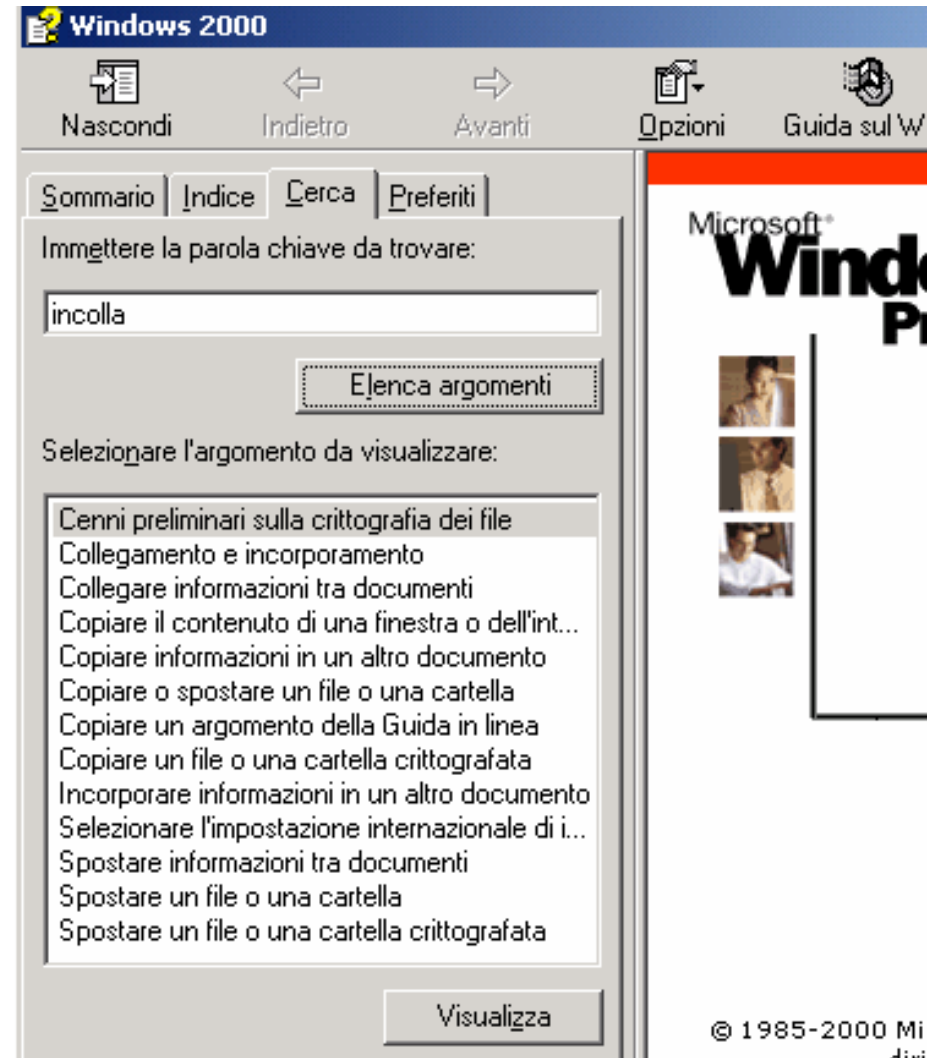 Windows 2000
Nascondi Indietro Avanti Opzioni Guida sul W
Sommario Indice Cerca Preferiti
Immettere la parola chiave da trovare:
incolla
Elenca argomenti
Selezionare l'argomento da visualizzare:
Cenni preliminari sulla crittografia dei file
Collegamento e incorporamento
Collegare informazioni tra documenti
Copiare il contenuto di una finestra o dell'int...
Copiare informazioni in un altro documento
Copiare o spostare un file o una cartella
Copiare un argomento della Guida in linea
Copiare un file o una cartella crittografata
Incorporare informazioni in un altro documento
Selezionare l'impostazione internazionale di i...
Spostare informazioni tra documenti
Spostare un file o una cartella
Spostare un file o una cartella crittografata
Visualizza
Microsoft
Windo
Pr
© 1985-2000 Mi